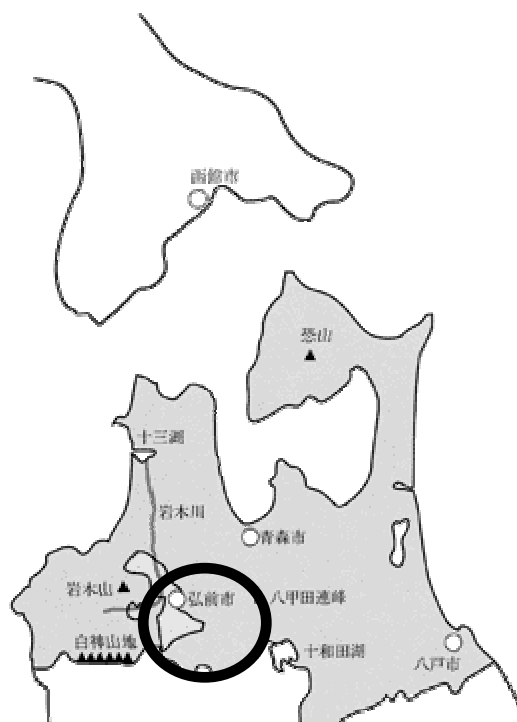 函館市
恐山
十三湖
岩木川
青森市
岩木山
弘前市
八甲田連峰
白神山地
十和田湖
八戸市